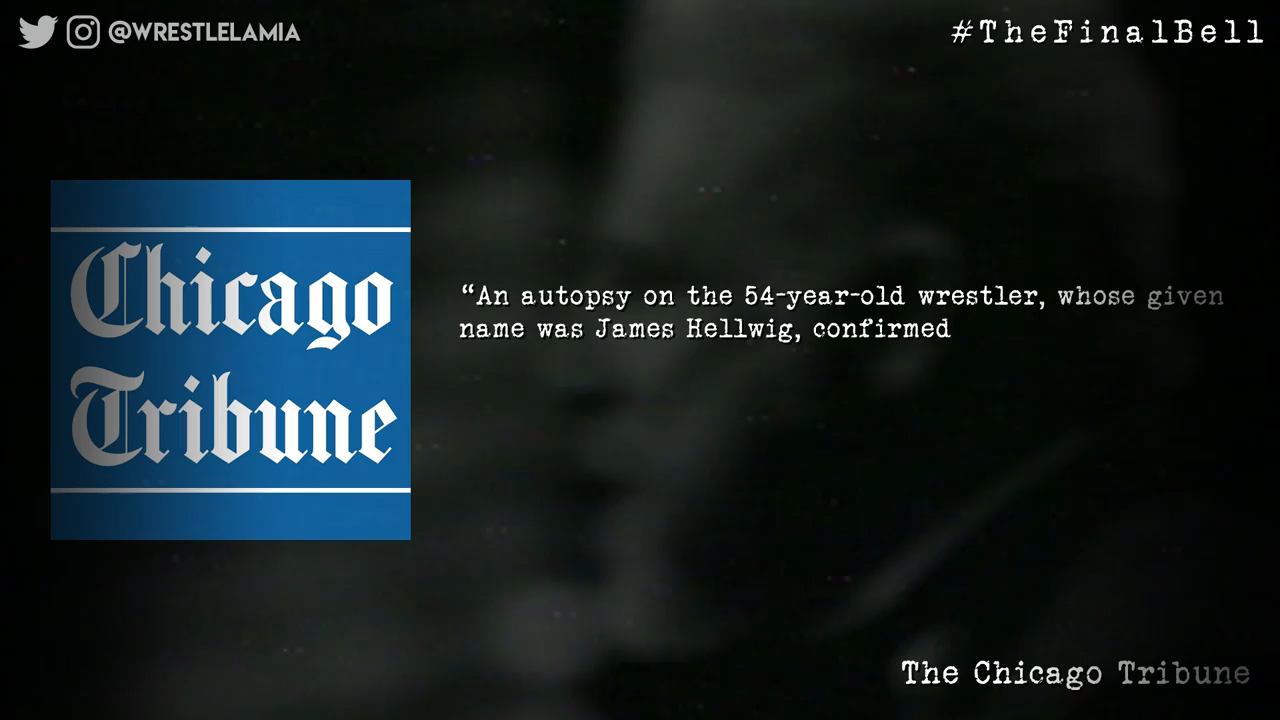 @WRESTLELAMIA
#TheFinalBell
Chicago
Tribune
“An autopsy on the 54-year-old wrestler, whose given
name was James Hellwig, confirmed
The Chicago Tribune